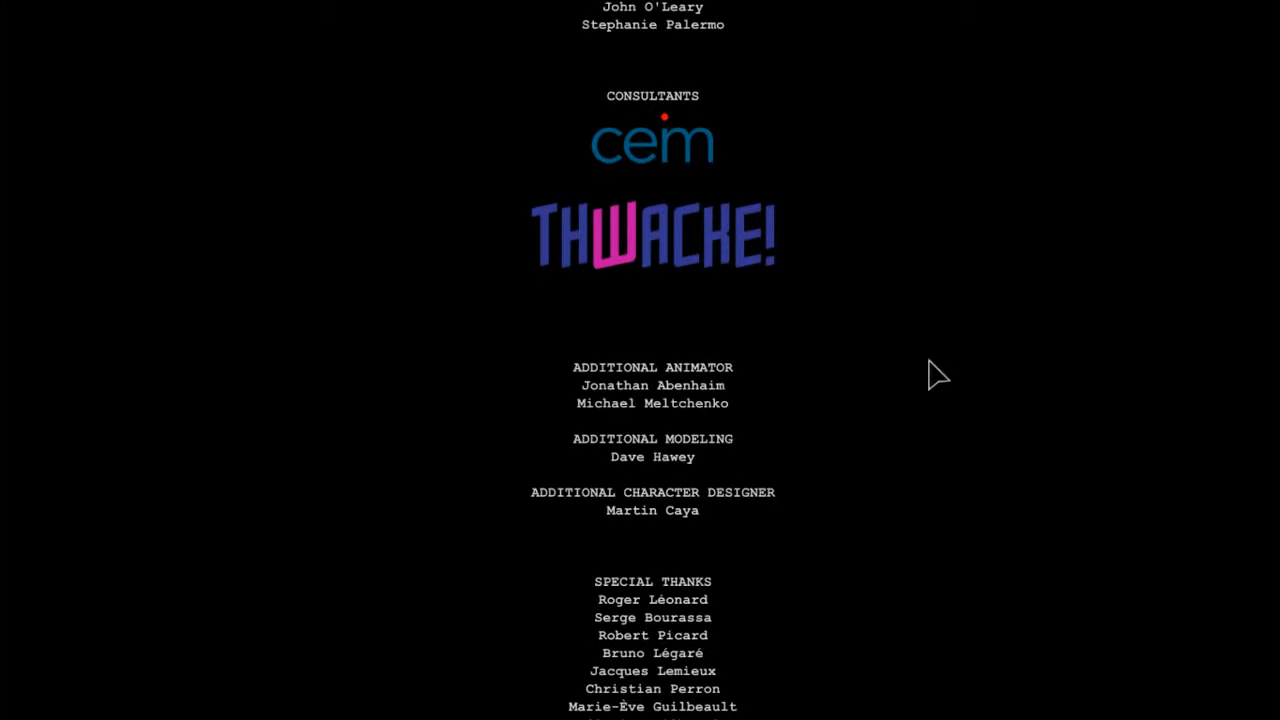 John O'Leary
Stephanie Palermo
CONSULTANTS
ceim
THWACKE!
ADDITIONAL ANIMATOR
Jonathan Abenhaim
Michael Meltchenko
ADDITIONAL MODELING
Dave Hawey
ADDITIONAL CHARACTER DESIGNER
Martin Caya
SPECIAL THANKS
Roger Léonard
Serge Bourassa
Robert Picard
Bruno Légaré
Jacques Lemieux
Christian Perron
Marie-Ève Guilbeault